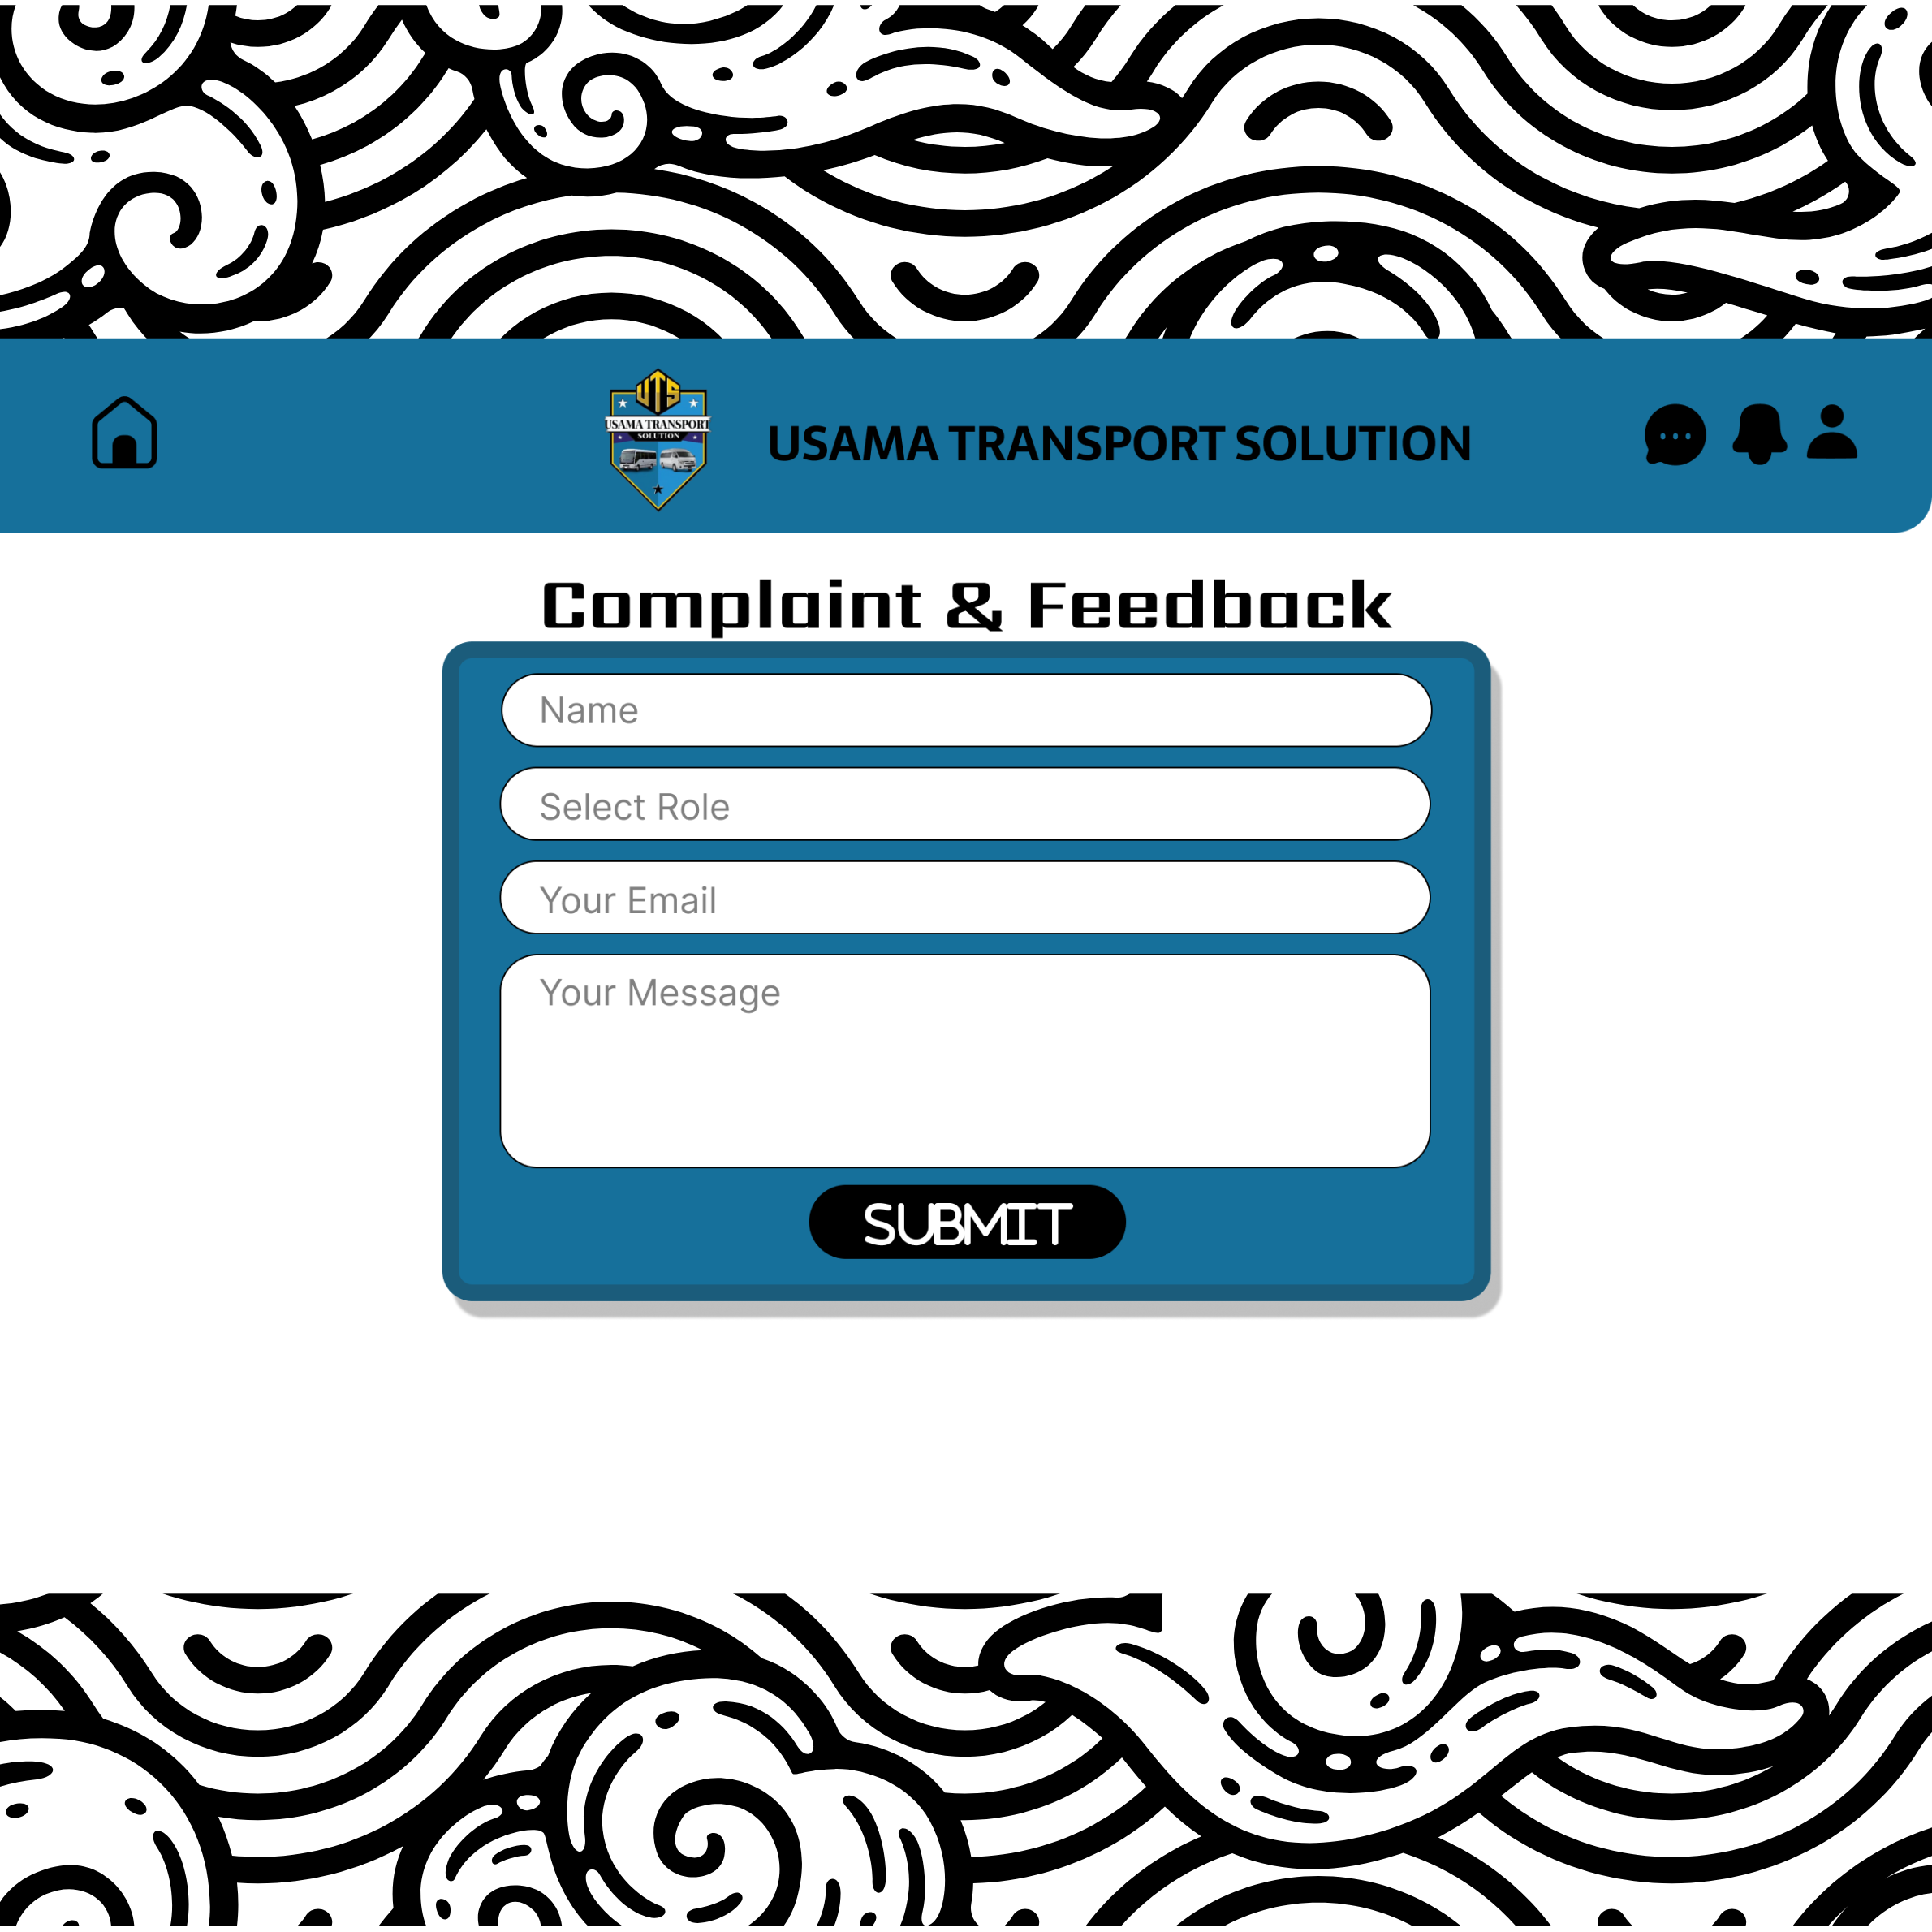 UTS
USAMA TRANSPORT
SOLUTION
USAMA TRANSPORT SOLUTION
Complaint & Feedback
Name
Select Role
Your Email
Your Message
SUBMIT